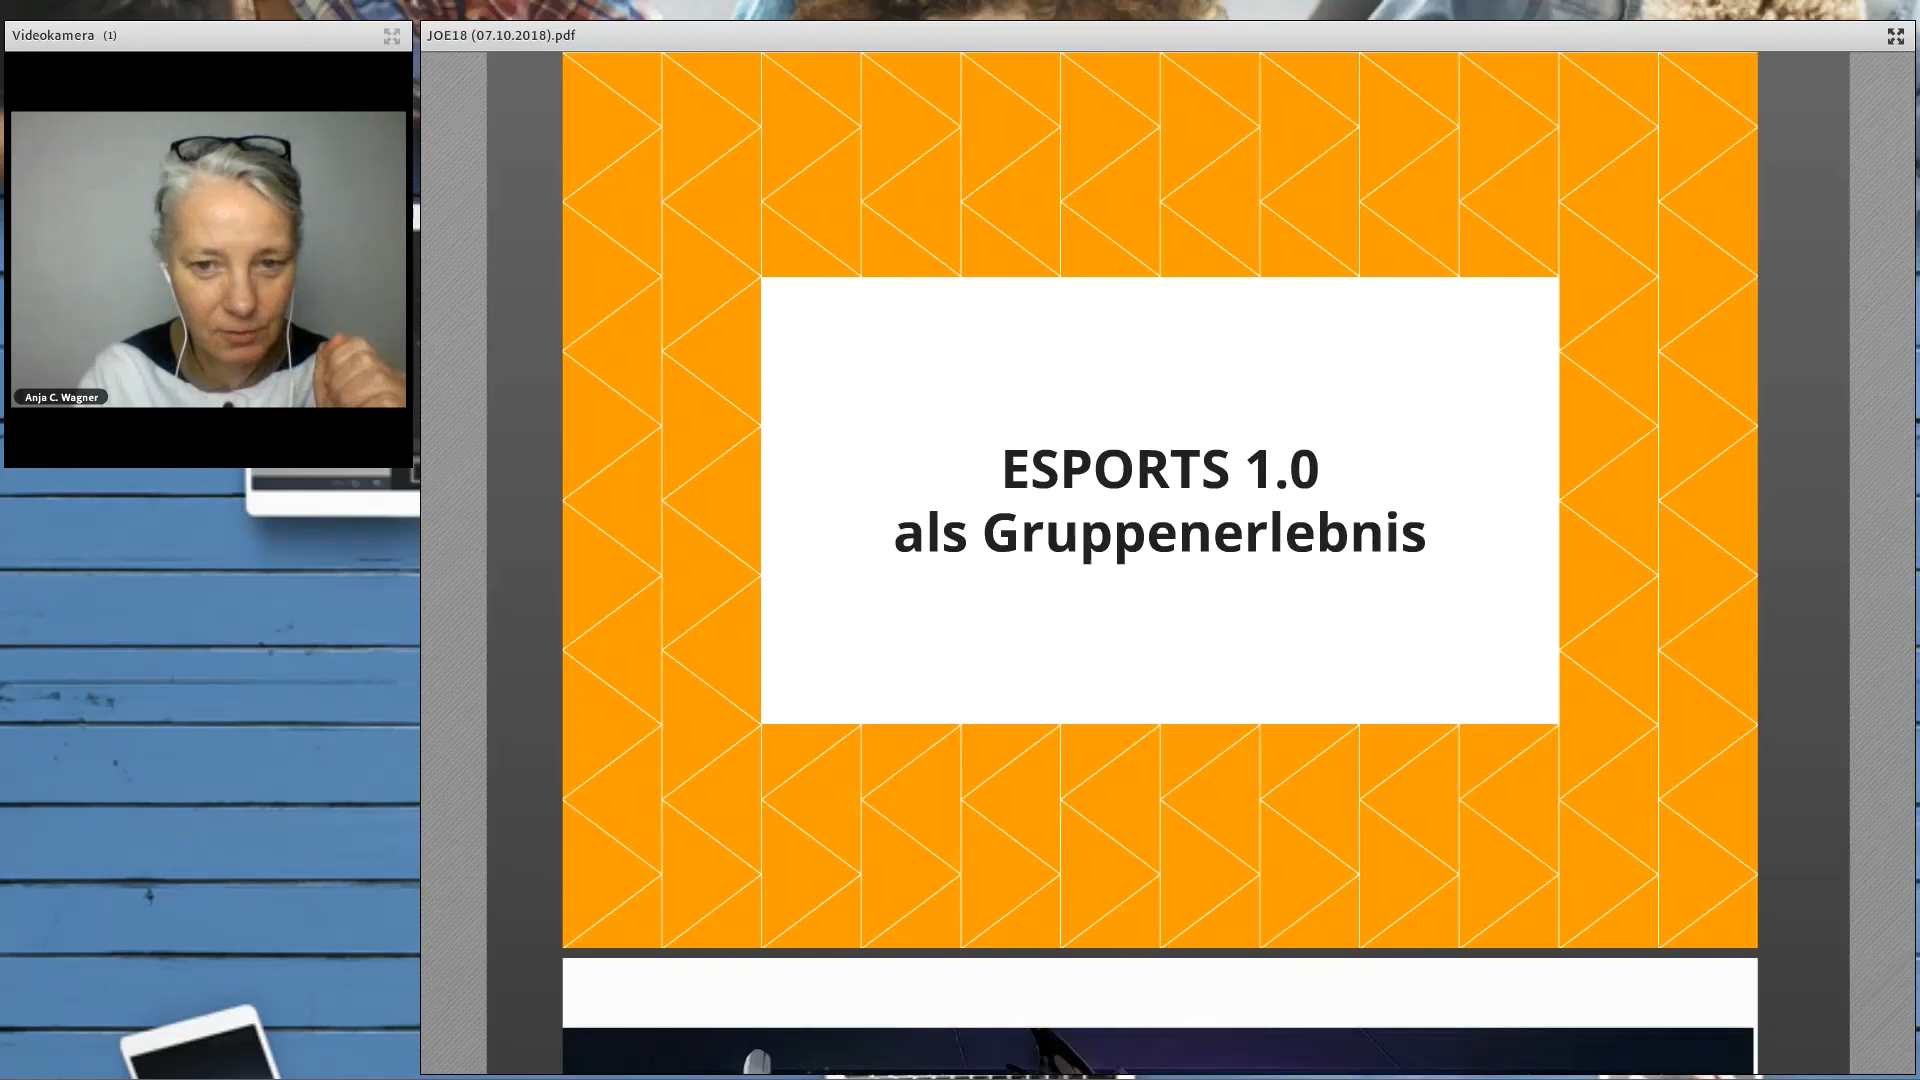 Videokamera (1)
JOE18 (07.10.2018).pdf
Anja C. Wagner
ESPORTS 1.0
als Gruppenerlebnis